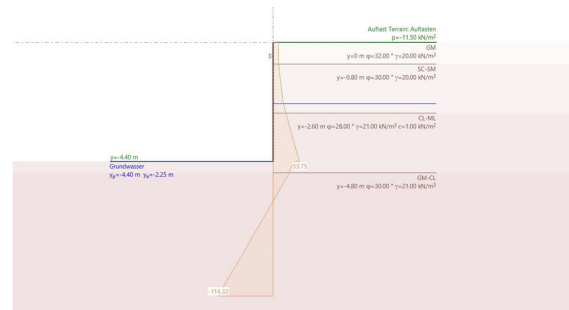 Auflast Terrain: Auflasten
p=-11.50 kN/m²
GM
y=0 m φ=32.00 ° γ=20.00 kN/m³
SC-SM
y=-0.80 m φ=30.00 ° γ=20.00 kN/m³
CL-ML
y=-2.60 m φ=28.00 ° γ=21.00 kN/m³ c=1.00 kN/m²
y=-4.40 m
Grundwasser
yp=-4.40 m ya=-2.25 m
-53.75
GM-CL
y=-4.80 m φ=30.00 ° γ=21.00 kN/m³
-114.32